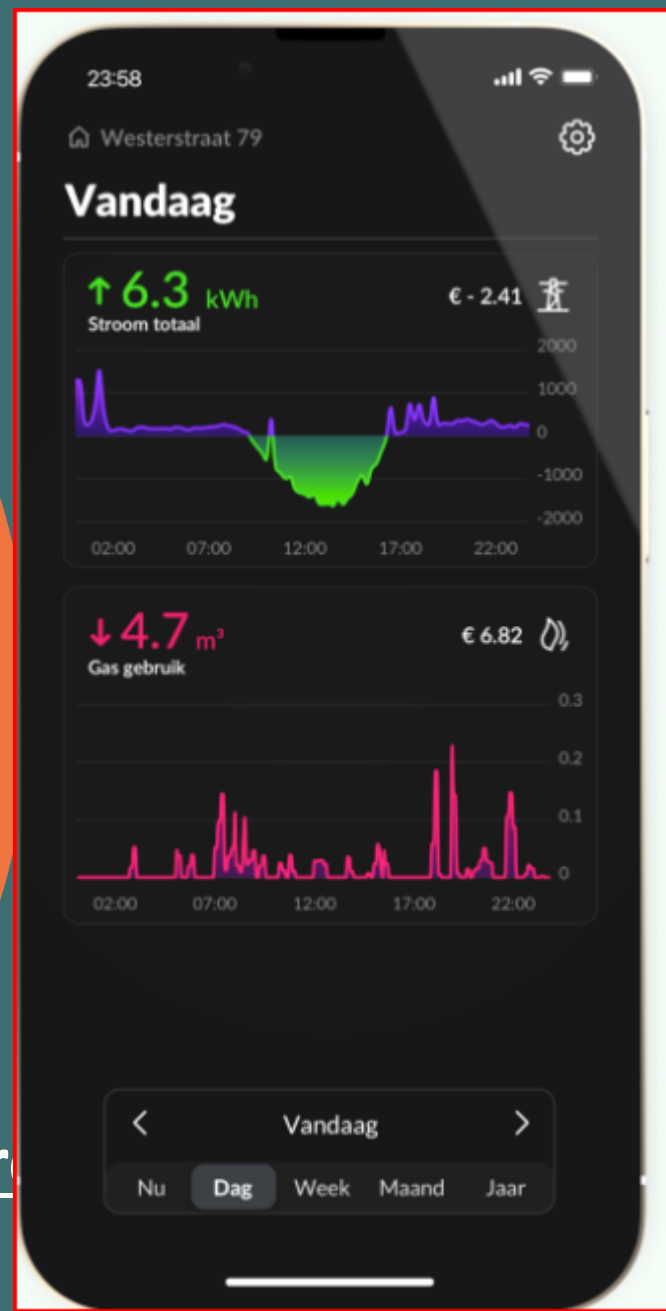 23:58
Westerstraat 79
Vandaag
↑ 6.3 kWh
€ - 2.41
Stroom totaal
2000
1000
0
-1000
-2000
02:00 07:00 12:00 17:00 22:00
↓ 4.7 m³
€ 6.82
Gas gebruik
0.3
0.2
0.1
0
02:00 07:00 12:00 17:00 22:00
< Vandaag >
Nu Dag Week Maand Jaar